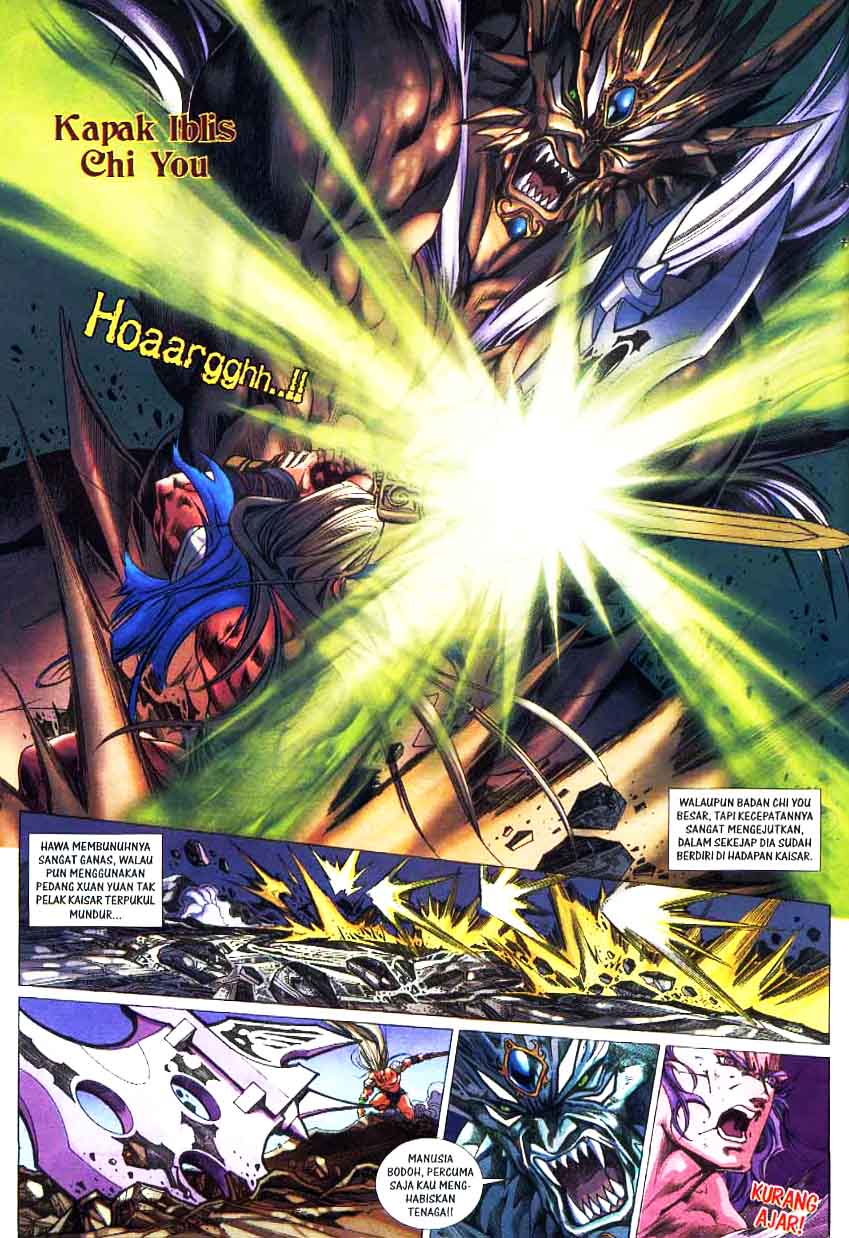 Kapak Iblis
Chi You
Hoaargghh..!!
WALAUPUN BADAN CHI YOU
BESAR, TAPI KECEPATANNYA
SANGAT MENGEJUTKAN,
DALAM SEKEJAP DIA SUDAH
BERDIRI DI HADAPAN KAISAR.
HAWA MEMBUNUHNYA
SANGAT GANAS, WALAU
PUN MENGGUNAKAN
PEDANG XUAN YUAN TAK
PELAK KAISAR TERPUKUL
MUNDUR...
MANUSIA
BODOH, PERCUMA
SAJA KAU MENG-
HABISKAN
TENAGA!!
KURANG
AJAR!